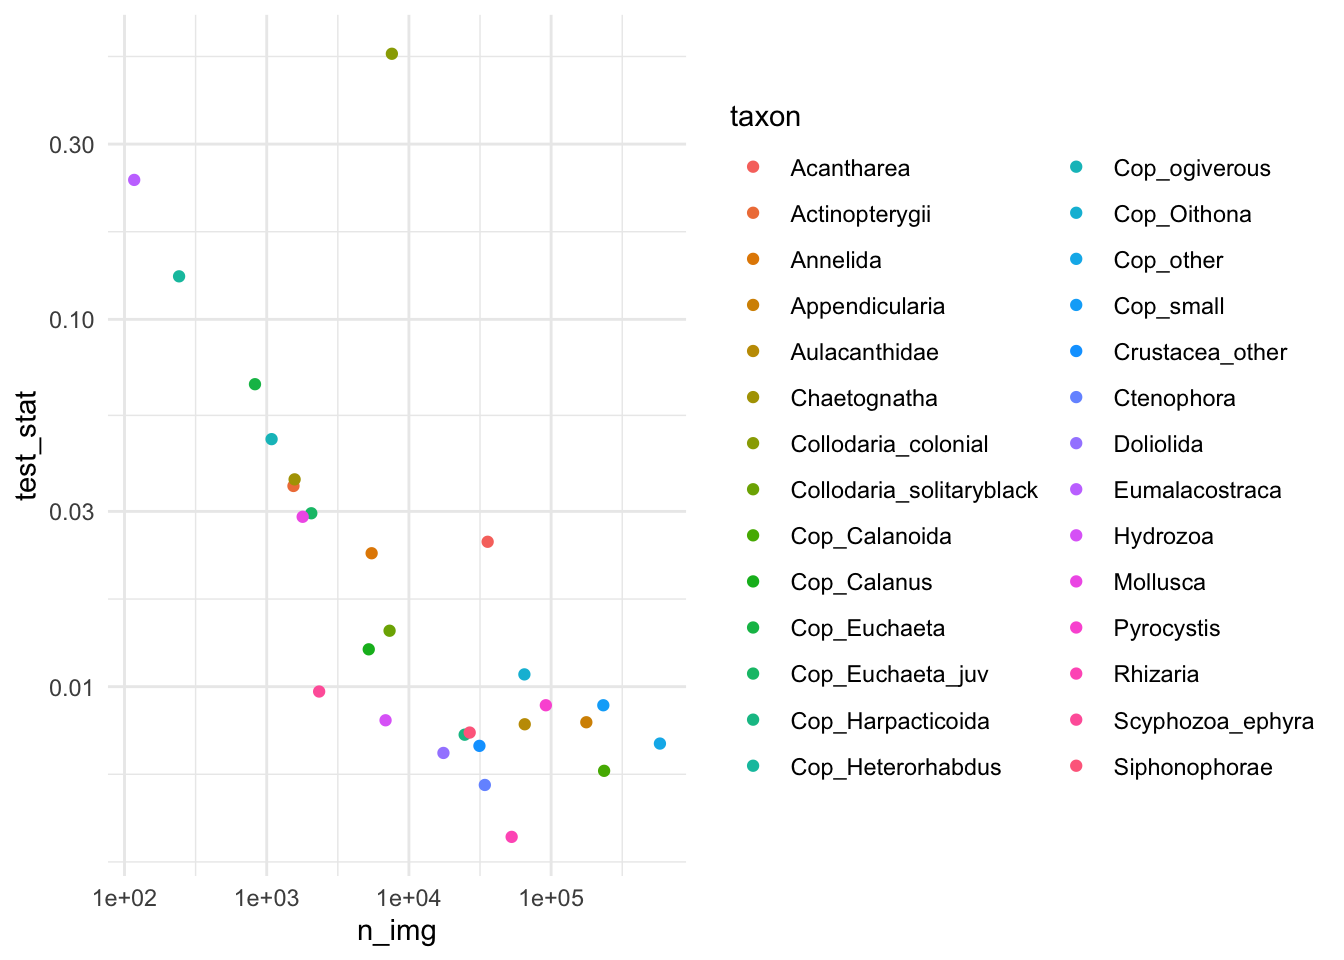 0.30
0.10
0.03
0.01
test_stat
1e+02 1e+03 1e+04 1e+05
n_img
taxon
Acantharea
Actinopterygii
Annelida
Appendicularia
Aulacanthidae
Chaetognatha
Collodaria_colonial
Collodaria_solitaryblack
Cop_Calanoida
Cop_Calanus
Cop_Euchaeta
Cop_Euchaeta_juv
Cop_Harpacticoida
Cop_Heterorhabdus
Cop_ogiverous
Cop_Oithona
Cop_other
Cop_small
Crustacea_other
Ctenophora
Doliolida
Eumalacostraca
Hydrozoa
Mollusca
Pyrocystis
Rhizaria
Scyphozoa_ephyra
Siphonophorae